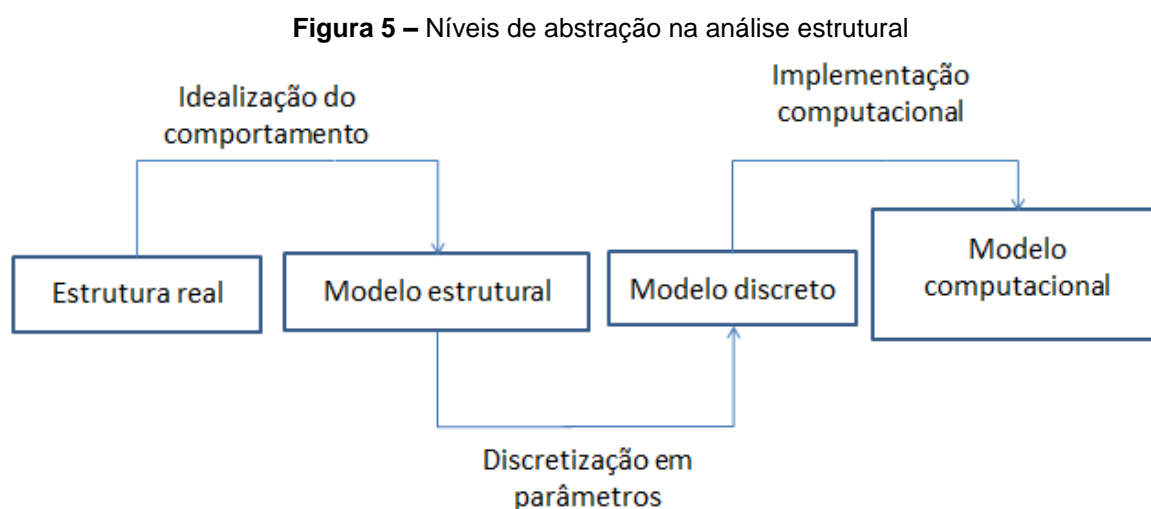 Figura 5 – Níveis de abstração na análise estrutural
Idealização do
comportamento
Implementação
computacional
Estrutura real
Modelo estrutural
Modelo discreto
Modelo
computacional
Discretização em
parâmetros